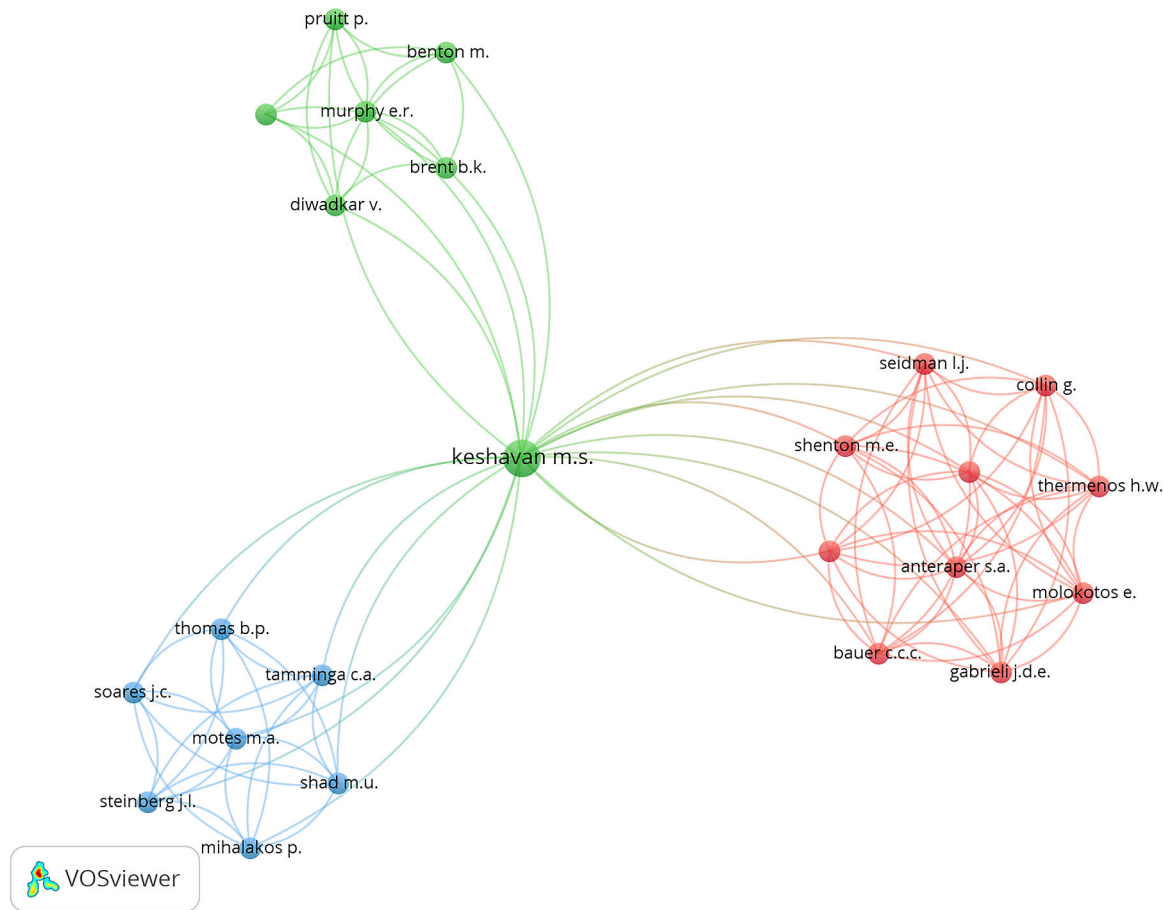 pruitt p.
benton m.
murphy e.r.
brent b.k.
diwadkar v.
seidman l.j.
collin g.
shenton m.e.
keshavan m.s.
thermenos h.w.
anteraper s.a.
molokotos e.
bauer c.c.c.
gabrieli j.d.e.
thomas b.p.
tamminga c.a.
soares j.c.
motes m.a.
shad m.u.
steinberg j.l.
mihalakos p.
VOSviewer